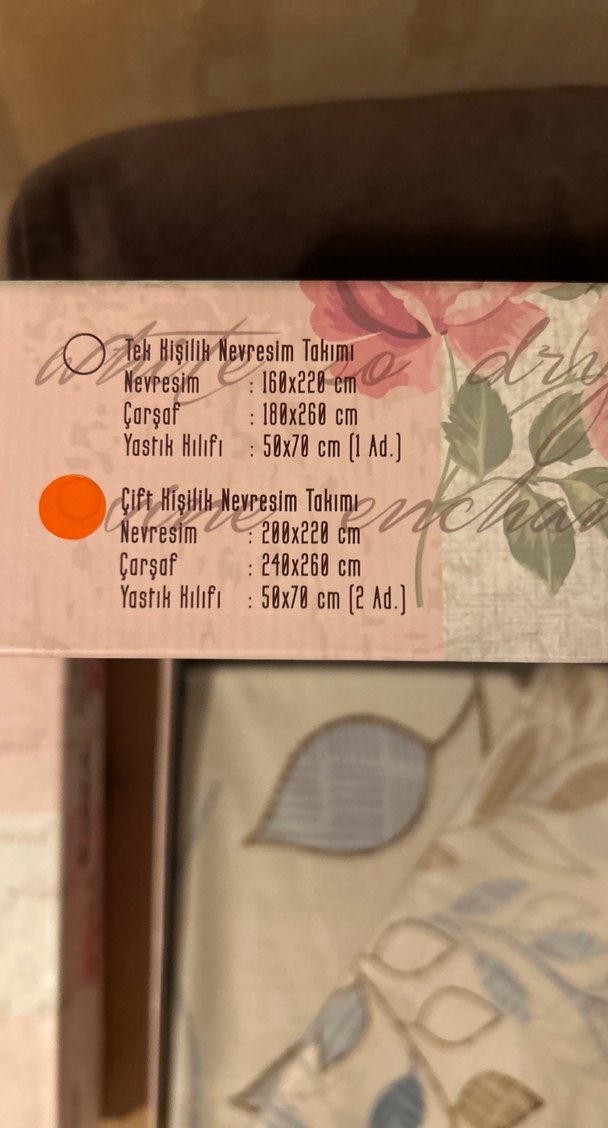 Tek Kişilik Nevresim Takımı
Nevresim : 160x220 cm
Çarşaf : 180x260 cm
Yastık Kılıfı : 50x70 cm (1 Ad.)
Çift Kişilik Nevresim Takımı
Nevresim : 200x220 cm
Çarşaf : 240x260 cm
Yastık Kılıfı : 50x70 cm (2 Ad.)